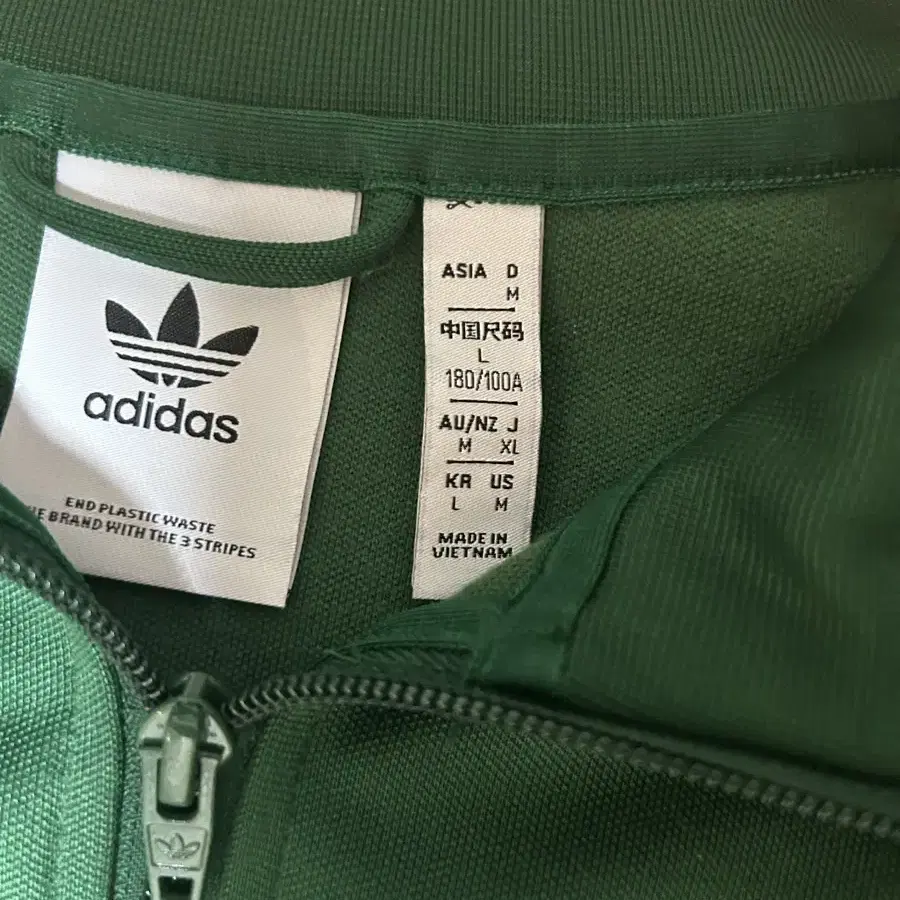 adidas
END PLASTIC WASTE
BRAND WITH THE 3 STRIPES
ASIA D
M
中国尺码
L
180/100A
AU/NZ J
M XL
KR US
L M
MADE IN
VIETNAM